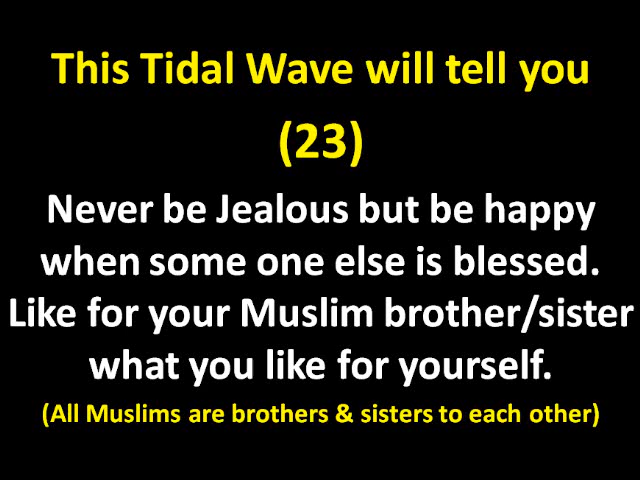 This Tidal Wave will tell you
(23)
Never be Jealous but be happy
when some one else is blessed.
Like for your Muslim brother/sister
what you like for yourself.
(All Muslims are brothers & sisters to each other)